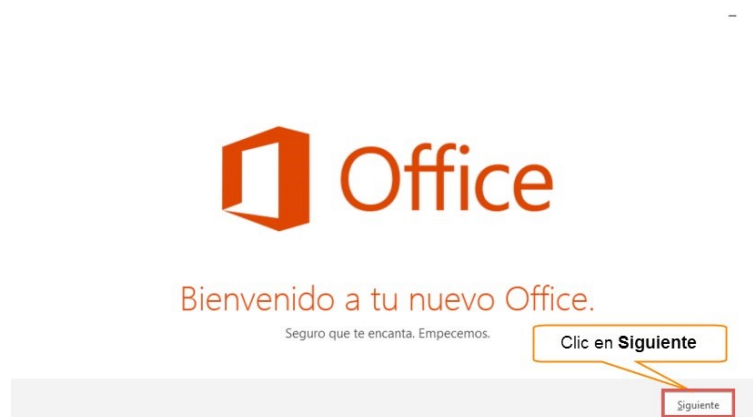 Office
Bienvenido a tu nuevo Office.
Seguro que te encanta. Empecemos.
Clic en Siguiente
Siguiente